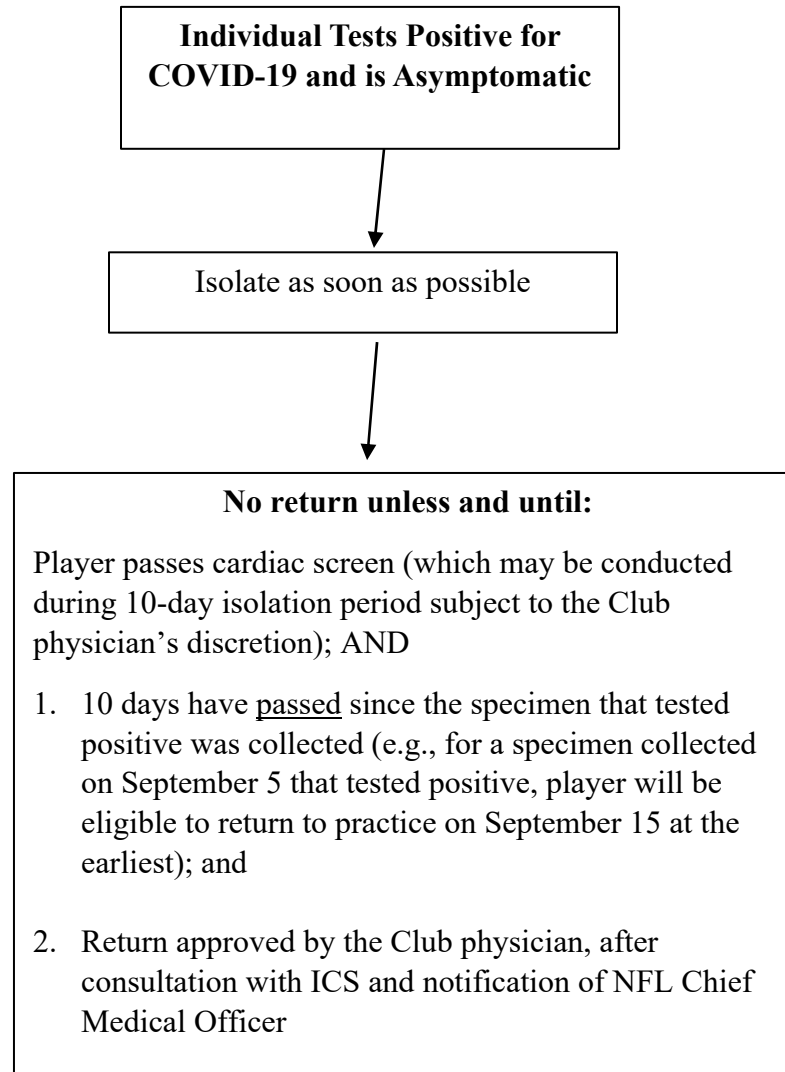 Individual Tests Positive for
COVID-19 and is Asymptomatic
Isolate as soon as possible
No return unless and until:
Player passes cardiac screen (which may be conducted
during 10-day isolation period subject to the Club
physician’s discretion); AND
1. 10 days have passed since the specimen that tested
positive was collected (e.g., for a specimen collected
on September 5 that tested positive, player will be
eligible to return to practice on September 15 at the
earliest); and
2. Return approved by the Club physician, after
consultation with ICS and notification of NFL Chief
Medical Officer